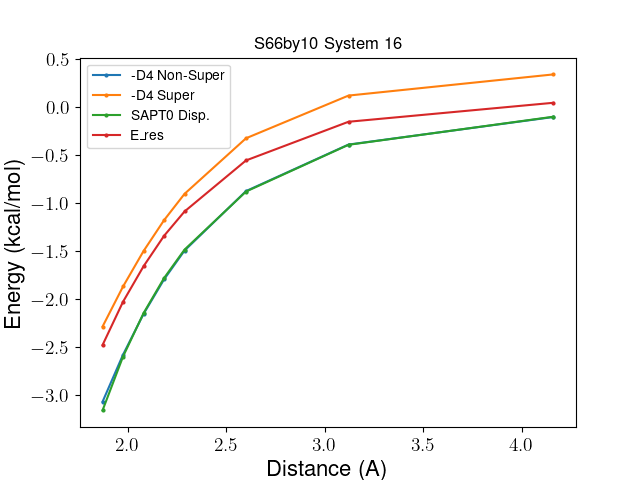 S66by10 System 16
-D4 Non-Super
-D4 Super
SAPT0 Disp.
E_res
Energy (kcal/mol)
0.5
0.0
−0.5
−1.0
−1.5
−2.0
−2.5
−3.0
2.0 2.5 3.0 3.5 4.0
Distance (A)